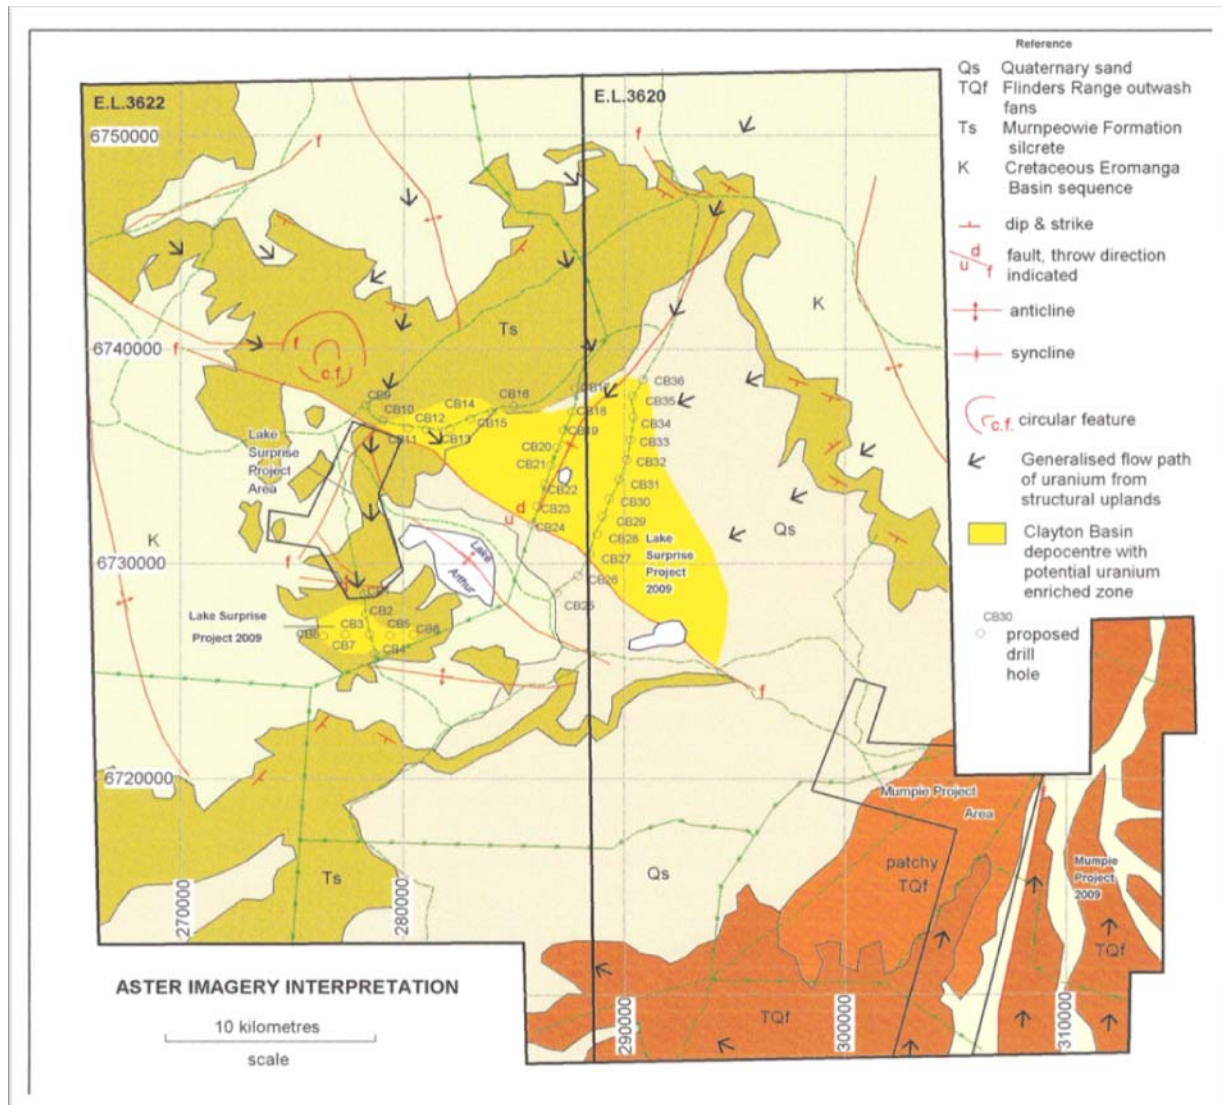 Reference
Qs Quaternary sand
TQf Flinders Range outwash
fans
Ts Murnpeowie Formation
silcrete
K Cretaceous Eromanga
Basin sequence
dip & strike
d
u f
fault, throw direction
indicated
anticline
syncline
c.f. circular feature
Generalised flow path
of uranium from
structural uplands
Clayton Basin
depocentre with
potential uranium
enriched zone
CB30
proposed
drill
hole
E.L.3622
E.L.3620
6750000
f
f
K
Ts
6740000
f
f
c.f.
CB9
CB10
CB11
CB12
CB13
CB14
CB15
CB16
CB36
CB18
CB35
CB19
CB34
CB33
CB20
CB32
CB21
CB31
CB22
CB30
CB23
CB29
CB24
CB28
CB27
CB26
CB25
d
u
Lake
Surprise
Project
Area
Qs
K
6730000
f
Lake
Arthur
Lake
Surprise
Project
2009
Lake Surprise
Project 2009
CB2
CB3
CB5
CB6
CB7
CB4
f
6720000
Mumpie Project
Area
f
patchy
TQf
Mumpie
Project
2009
Ts
Qs
TQf
TQf
270000
280000
290000
300000
310000
ASTER IMAGERY INTERPRETATION
10 kilometres
scale